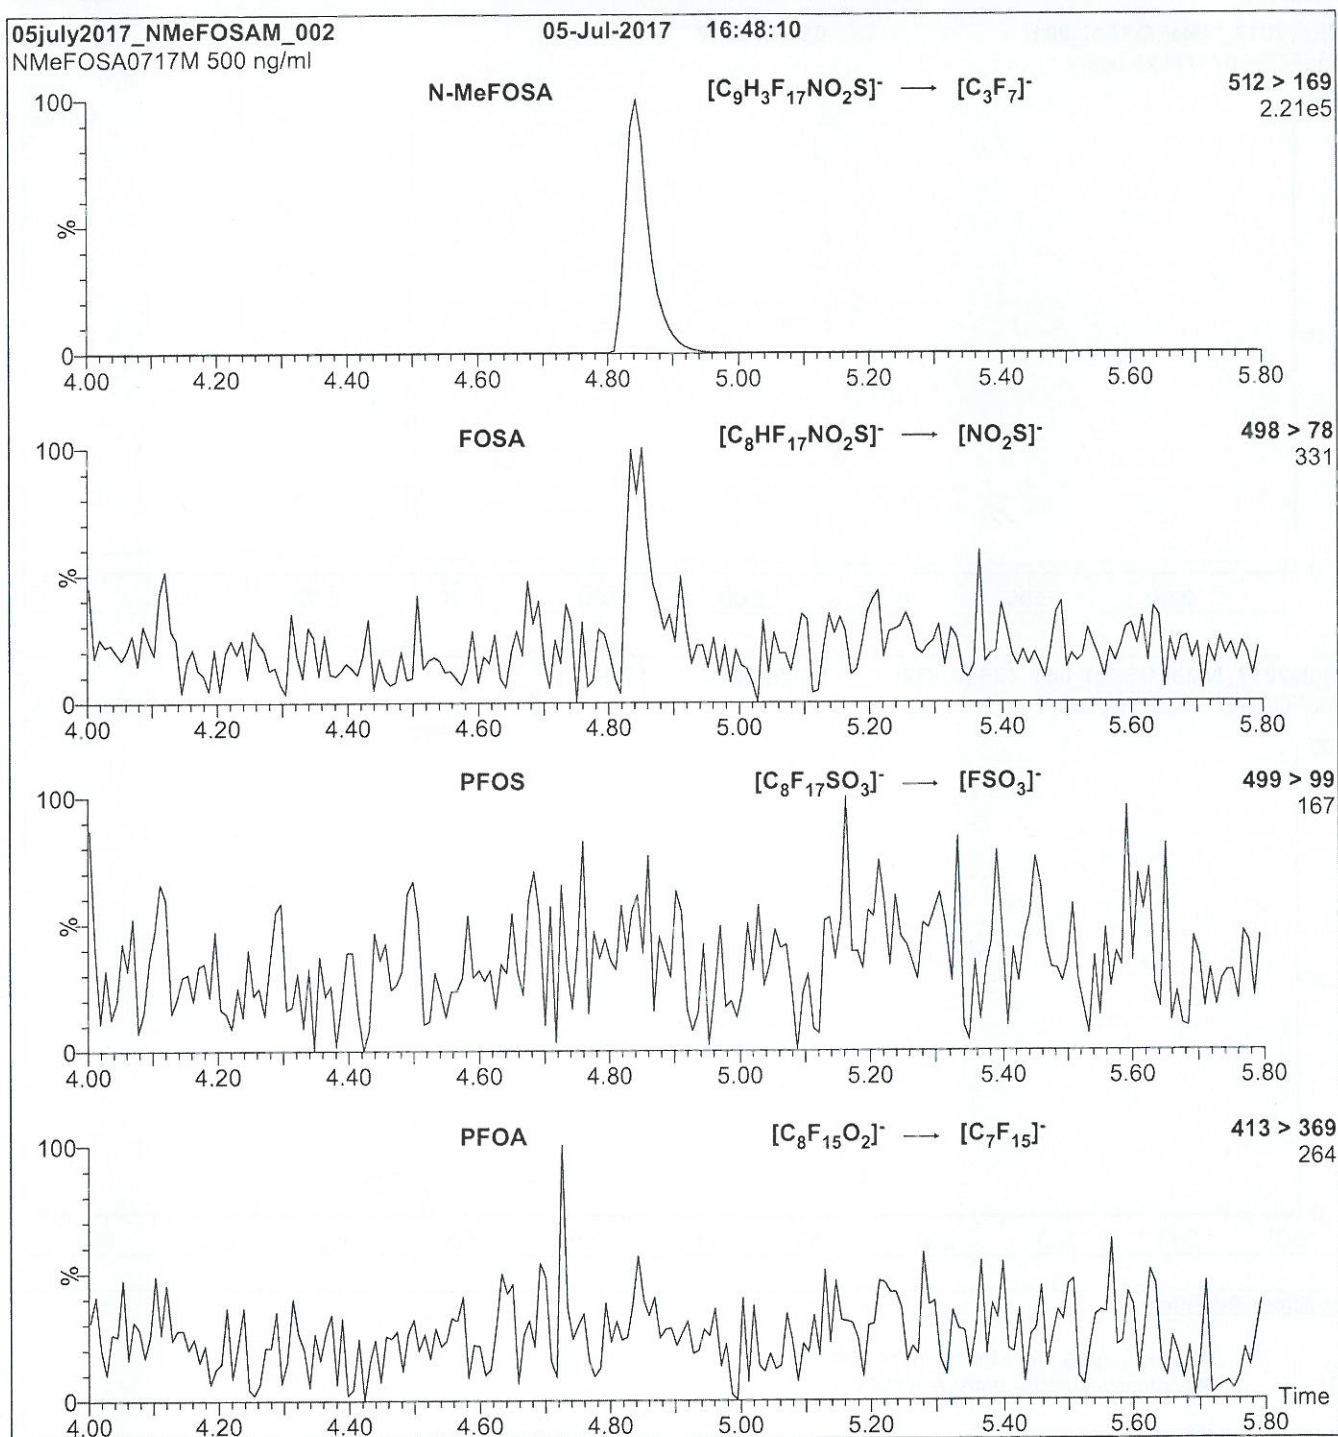 05july2017_NMeFOSAM_002 05-Jul-2017 16:48:10
NMeFOSA0717M 500 ng/ml
N-MeFOSA [C₉H₃F₁₇NO₂S]⁻ → [C₃F₇]⁻ 512 > 169
2.21e5
100
%
0
4.00 4.20 4.40 4.60 4.80 5.00 5.20 5.40 5.60 5.80
FOSA [C₈HF₁₇NO₂S]⁻ → [NO₂S]⁻ 498 > 78
331
100
%
0
4.00 4.20 4.40 4.60 4.80 5.00 5.20 5.40 5.60 5.80
PFOS [C₈F₁₇SO₃]⁻ → [FSO₃]⁻ 499 > 99
167
100
%
0
4.00 4.20 4.40 4.60 4.80 5.00 5.20 5.40 5.60 5.80
PFOA [C₈F₁₅O₂]⁻ → [C₇F₁₅]⁻ 413 > 369
264
100
%
0
Time
4.00 4.20 4.40 4.60 4.80 5.00 5.20 5.40 5.60 5.80